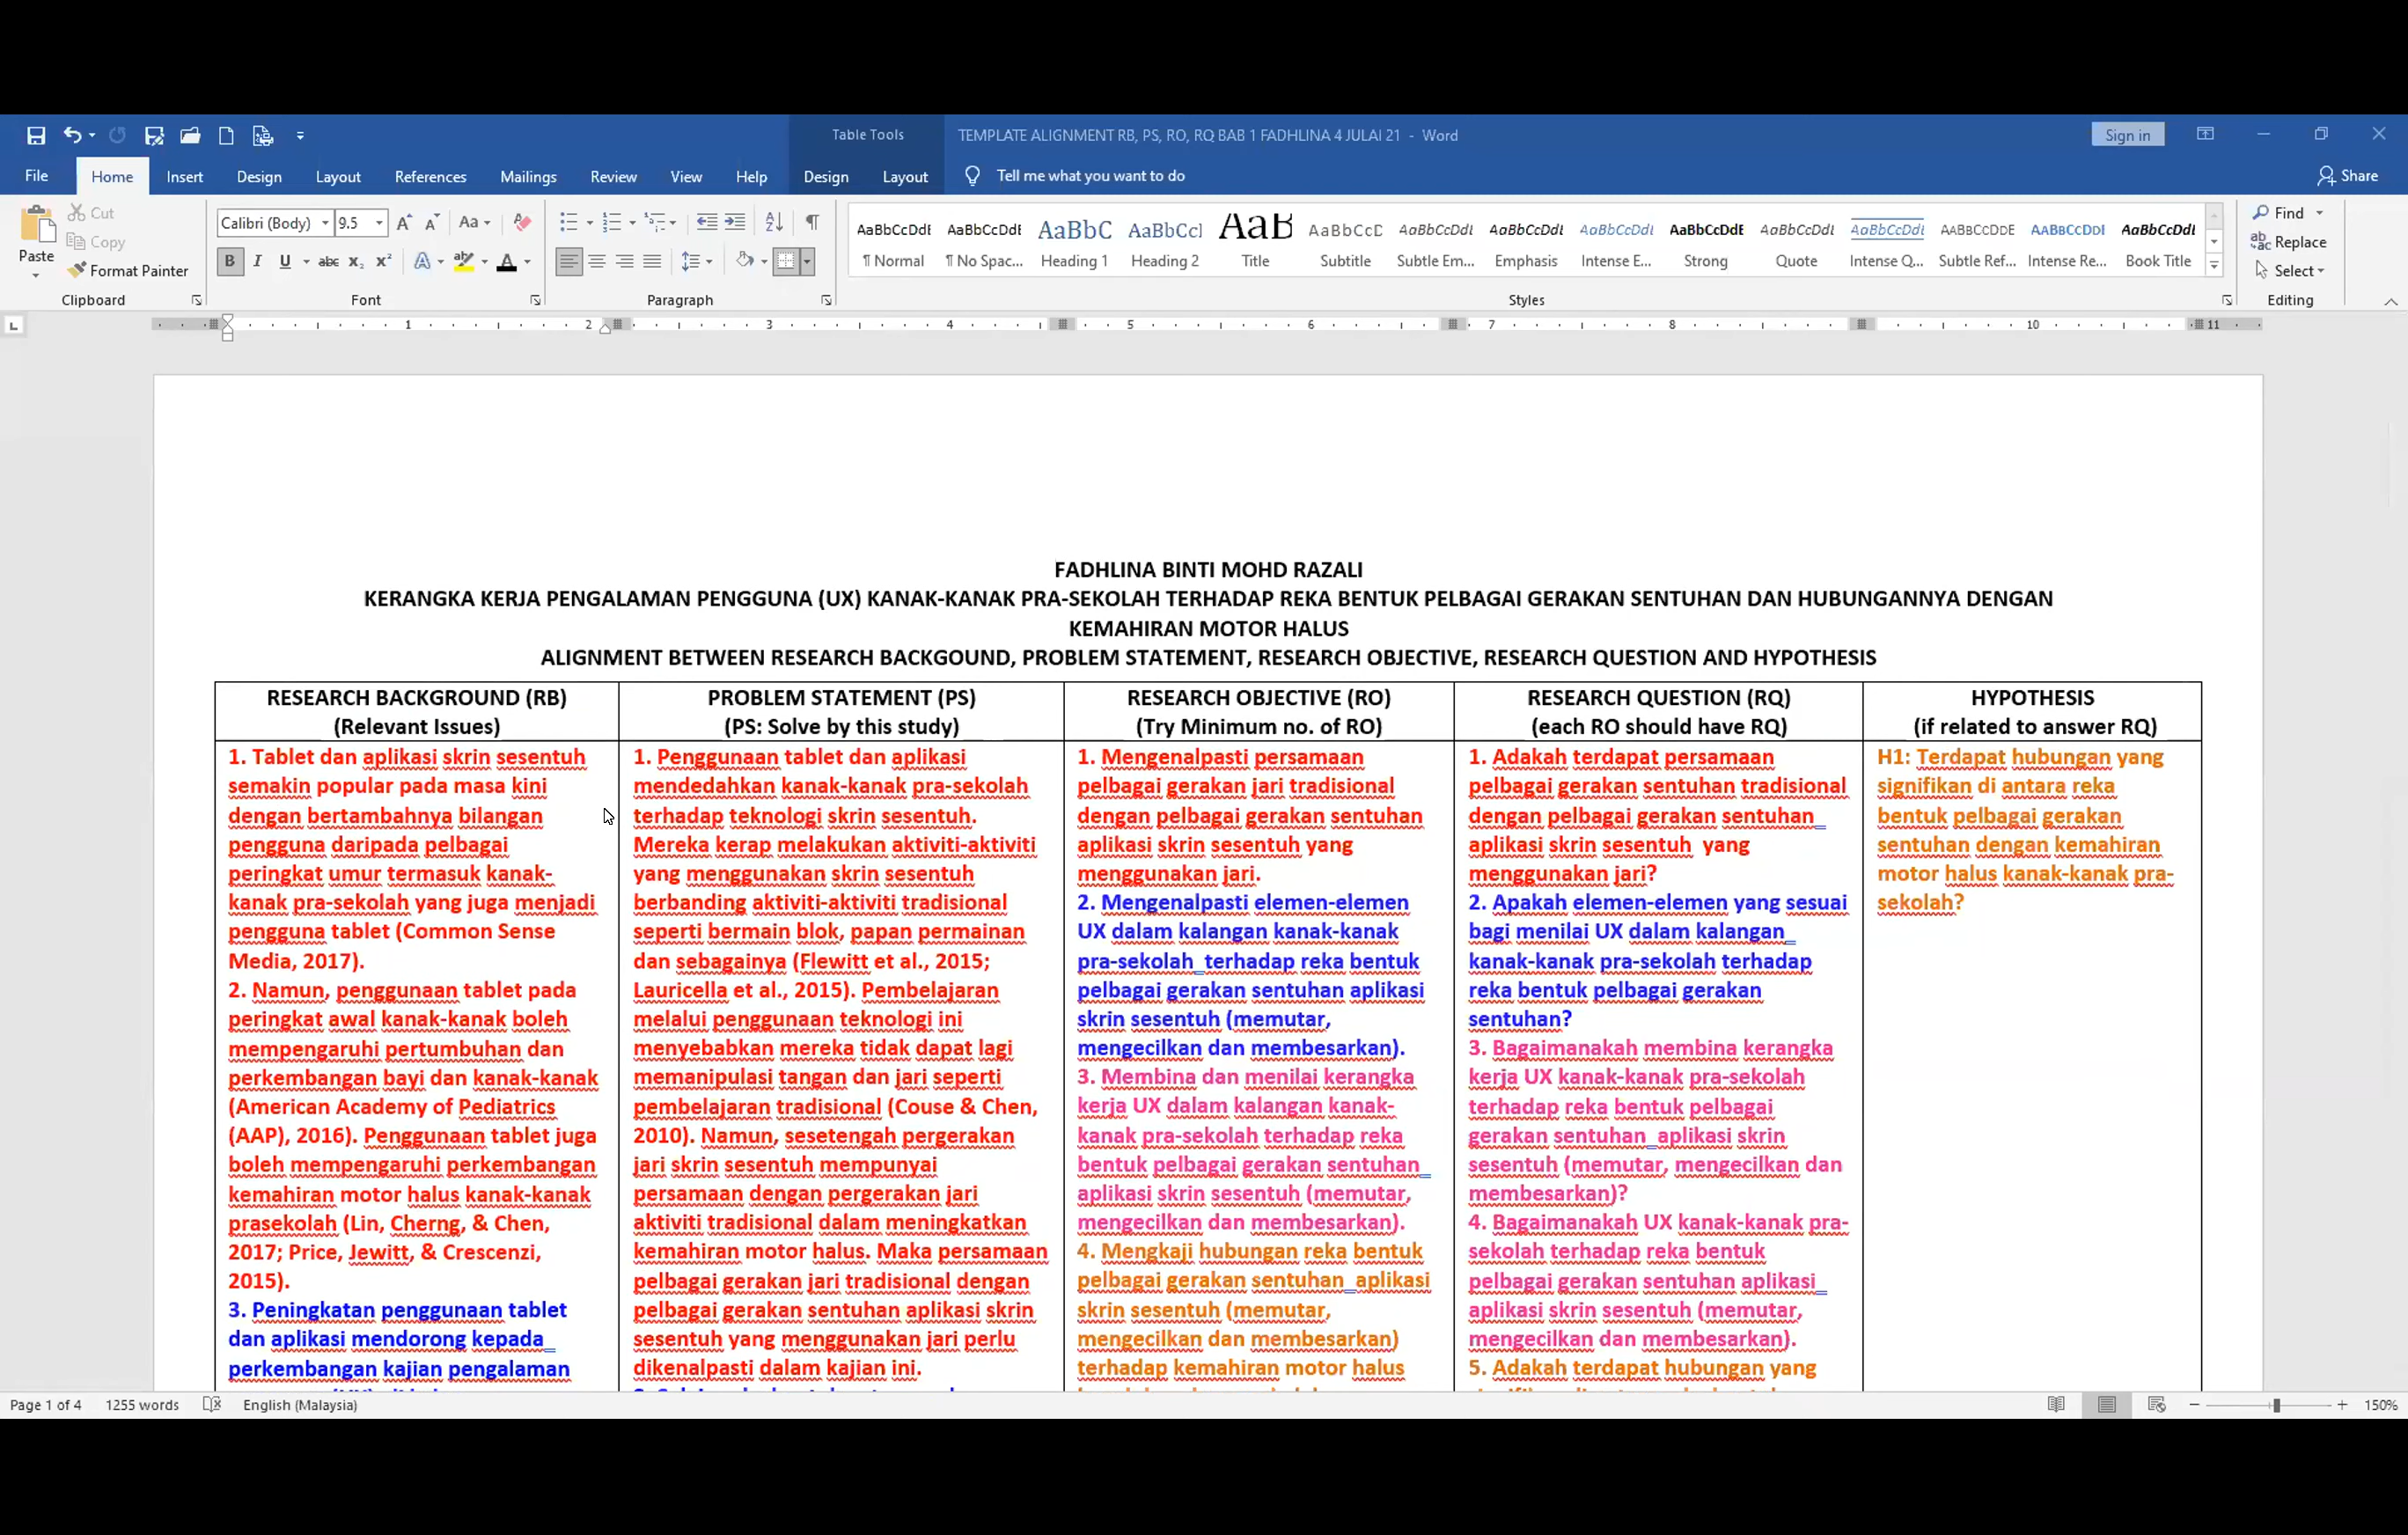 TEMPLATE ALIGNMENT RB, PS, RO, RQ BAB 1 FADHLINA 4 JULAI 21 - Word
Table Tools
Sign in
File
Home
Insert
Design
Layout
References
Mailings
Review
View
Help
Design
Layout
Tell me what you want to do
Share
Paste
Cut
Copy
Format Painter
Clipboard
Calibri (Body)
9.5
Font
Paragraph
AaBbCcDdI
¶ Normal
AaBbCcDdI
¶ No Spac...
AaBbC
Heading 1
AaBbCcI
Heading 2
AaB
Title
AaBbCcD
Subtitle
AaBbCcDdI
Subtle Em...
AaBbCcDdI
Emphasis
AaBbCcDdI
Intense E...
AaBbCcDdE
Strong
AaBbCcDdI
Quote
AaBbCcDdI
Intense Q...
AaBbCcDdE
Subtle Ref...
AaBbCcDdI
Intense Re...
AaBbCcDdI
Book Title
Styles
Find
Replace
Select
Editing
1 2 3 4 5 6 7 8 10 11
FADHLINA BINTI MOHD RAZALI
KERANGKA KERJA PENGALAMAN PENGGUNA (UX) KANAK-KANAK PRA-SEKOLAH TERHADAP REKA BENTUK PELBAGAI GERAKAN SENTUHAN DAN HUBUNGANNYA DENGAN
KEMAHIRAN MOTOR HALUS
ALIGNMENT BETWEEN RESEARCH BACKGOUND, PROBLEM STATEMENT, RESEARCH OBJECTIVE, RESEARCH QUESTION AND HYPOTHESIS
RESEARCH BACKGROUND (RB)
(Relevant Issues)
PROBLEM STATEMENT (PS)
(PS: Solve by this study)
RESEARCH OBJECTIVE (RO)
(Try Minimum no. of RO)
RESEARCH QUESTION (RQ)
(each RO should have RQ)
HYPOTHESIS
(if related to answer RQ)
1. Tablet dan aplikasi skrin sesentuh
semakin popular pada masa kini
dengan bertambahnya bilangan
pengguna daripada pelbagai
peringkat umur termasuk kanak-
kanak pra-sekolah yang juga menjadi
pengguna tablet (Common Sense
Media, 2017).
2. Namun, penggunaan tablet pada
peringkat awal kanak-kanak boleh
mempengaruhi pertumbuhan dan
perkembangan bayi dan kanak-kanak
(American Academy of Pediatrics
(AAP), 2016). Penggunaan tablet juga
boleh mempengaruhi perkembangan
kemahiran motor halus kanak-kanak
prasekolah (Lin, Cherng, & Chen,
2017; Price, Jewitt, & Crescenzi,
2015).
3. Peningkatan penggunaan tablet
dan aplikasi mendorong kepada
perkembangan kajian pengalaman
1. Penggunaan tablet dan aplikasi
mendedahkan kanak-kanak pra-sekolah
terhadap teknologi skrin sesentuh.
Mereka kerap melakukan aktiviti-aktiviti
yang menggunakan skrin sesentuh
berbanding aktiviti-aktiviti tradisional
seperti bermain blok, papan permainan
dan sebagainya (Flewitt et al., 2015;
Lauricella et al., 2015). Pembelajaran
melalui penggunaan teknologi ini
menyebabkan mereka tidak dapat lagi
memanipulasi tangan dan jari seperti
pembelajaran tradisional (Couse & Chen,
2010). Namun, sesetengah pergerakan
jari skrin sesentuh mempunyai
persamaan dengan pergerakan jari
aktiviti tradisional dalam meningkatkan
kemahiran motor halus. Maka persamaan
pelbagai gerakan jari tradisional dengan
pelbagai gerakan sentuhan aplikasi skrin
sesentuh yang menggunakan jari perlu
dikenalpasti dalam kajian ini.
1. Mengenalpasti persamaan
pelbagai gerakan jari tradisional
dengan pelbagai gerakan sentuhan
aplikasi skrin sesentuh yang
menggunakan jari.
2. Mengenalpasti elemen-elemen
UX dalam kalangan kanak-kanak
pra-sekolah terhadap reka bentuk
pelbagai gerakan sentuhan aplikasi
skrin sesentuh (memutar,
mengecilkan dan membesarkan).
3. Membina dan menilai kerangka
kerja UX dalam kalangan kanak-
kanak pra-sekolah terhadap reka
bentuk pelbagai gerakan sentuhan
aplikasi skrin sesentuh (memutar,
mengecilkan dan membesarkan).
4. Mengkaji hubungan reka bentuk
pelbagai gerakan sentuhan aplikasi
skrin sesentuh (memutar,
mengecilkan dan membesarkan)
terhadap kemahiran motor halus
1. Adakah terdapat persamaan
pelbagai gerakan sentuhan tradisional
dengan pelbagai gerakan sentuhan
aplikasi skrin sesentuh yang
menggunakan jari?
2. Apakah elemen-elemen yang sesuai
bagi menilai UX dalam kalangan
kanak-kanak pra-sekolah terhadap
reka bentuk pelbagai gerakan
sentuhan?
3. Bagaimanakah membina kerangka
kerja UX kanak-kanak pra-sekolah
terhadap reka bentuk pelbagai
gerakan sentuhan aplikasi skrin
sesentuh (memutar, mengecilkan dan
membesarkan)?
4. Bagaimanakah UX kanak-kanak pra-
sekolah terhadap reka bentuk
pelbagai gerakan sentuhan aplikasi
aplikasi skrin sesentuh (memutar,
mengecilkan dan membesarkan).
5. Adakah terdapat hubungan yang
H1: Terdapat hubungan yang
signifikan di antara reka
bentuk pelbagai gerakan
sentuhan dengan kemahiran
motor halus kanak-kanak pra-
sekolah?
Page 1 of 4
1255 words
English (Malaysia)
150%